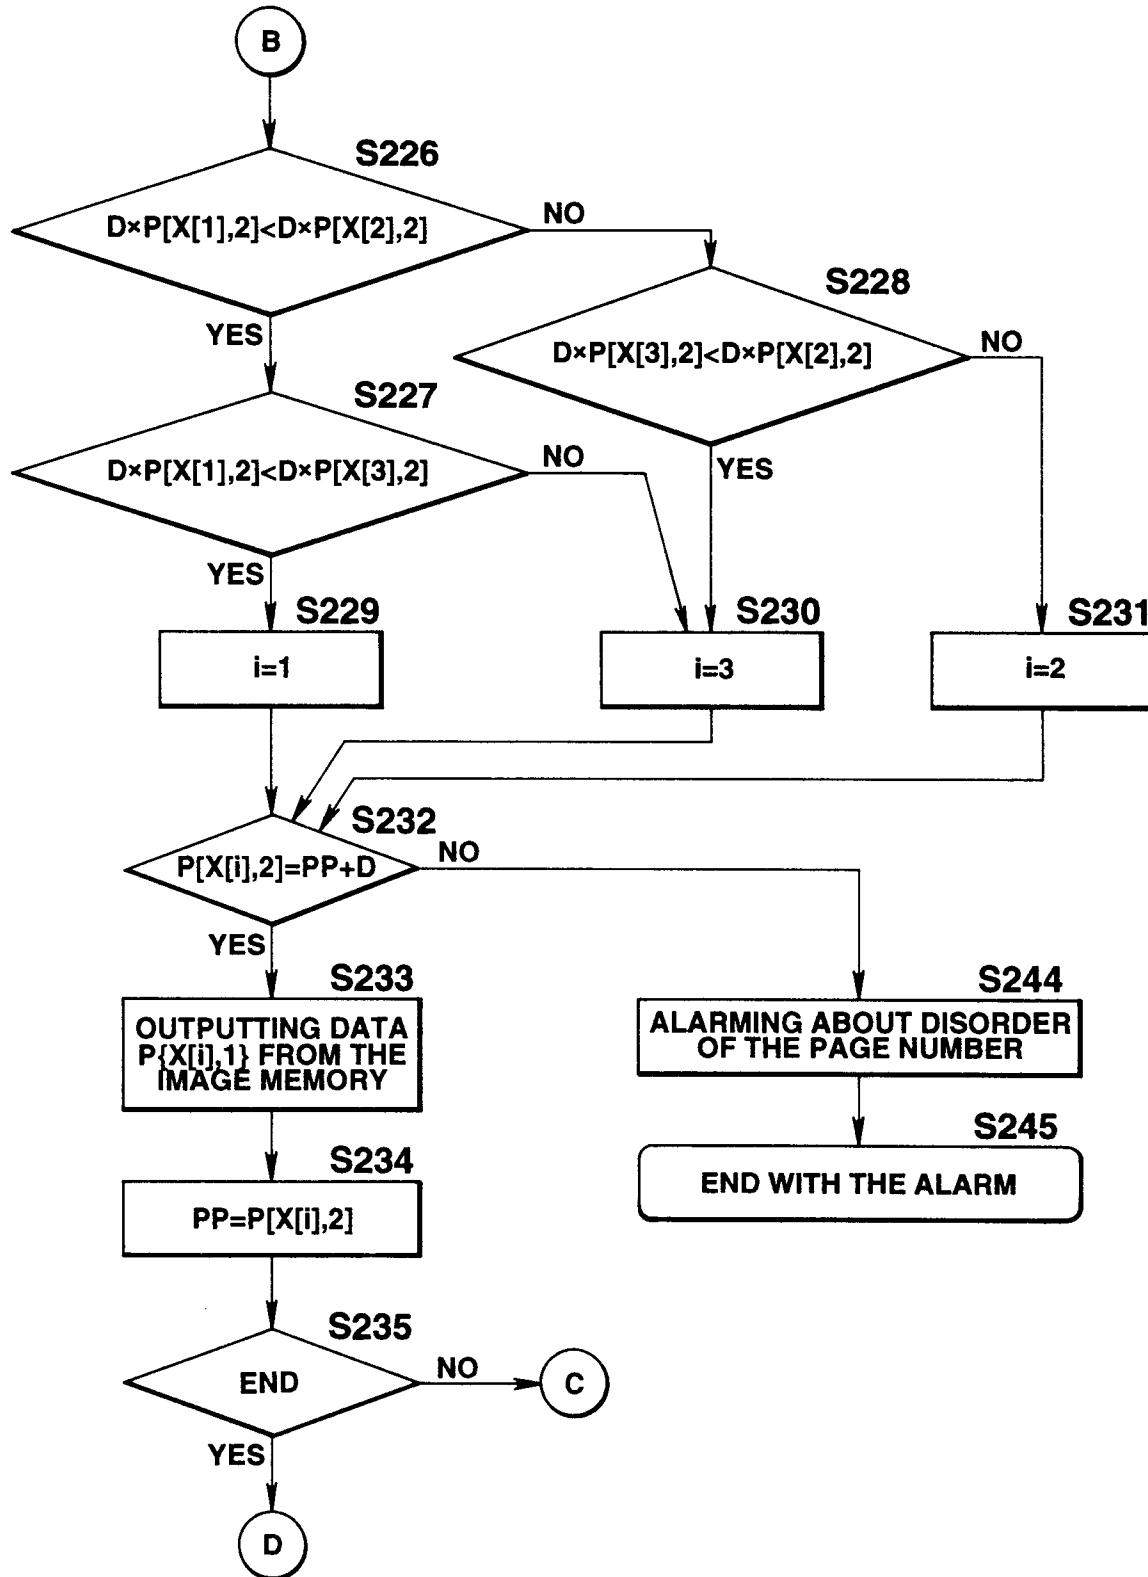 B
S226
D×P[X[1],2]<D×P[X[2],2]
NO
YES
S228
D×P[X[3],2]<D×P[X[2],2]
NO
YES
S227
D×P[X[1],2]<D×P[X[3],2]
NO
YES
S229
i=1
S230
i=3
S231
i=2
S232
P[X[i],2]=PP+D
NO
YES
S233
OUTPUTTING DATA
P{X[i],1} FROM THE
IMAGE MEMORY
S244
ALARMING ABOUT DISORDER
OF THE PAGE NUMBER
S245
END WITH THE ALARM
S234
PP=P[X[i],2]
S235
END
NO
C
YES
D